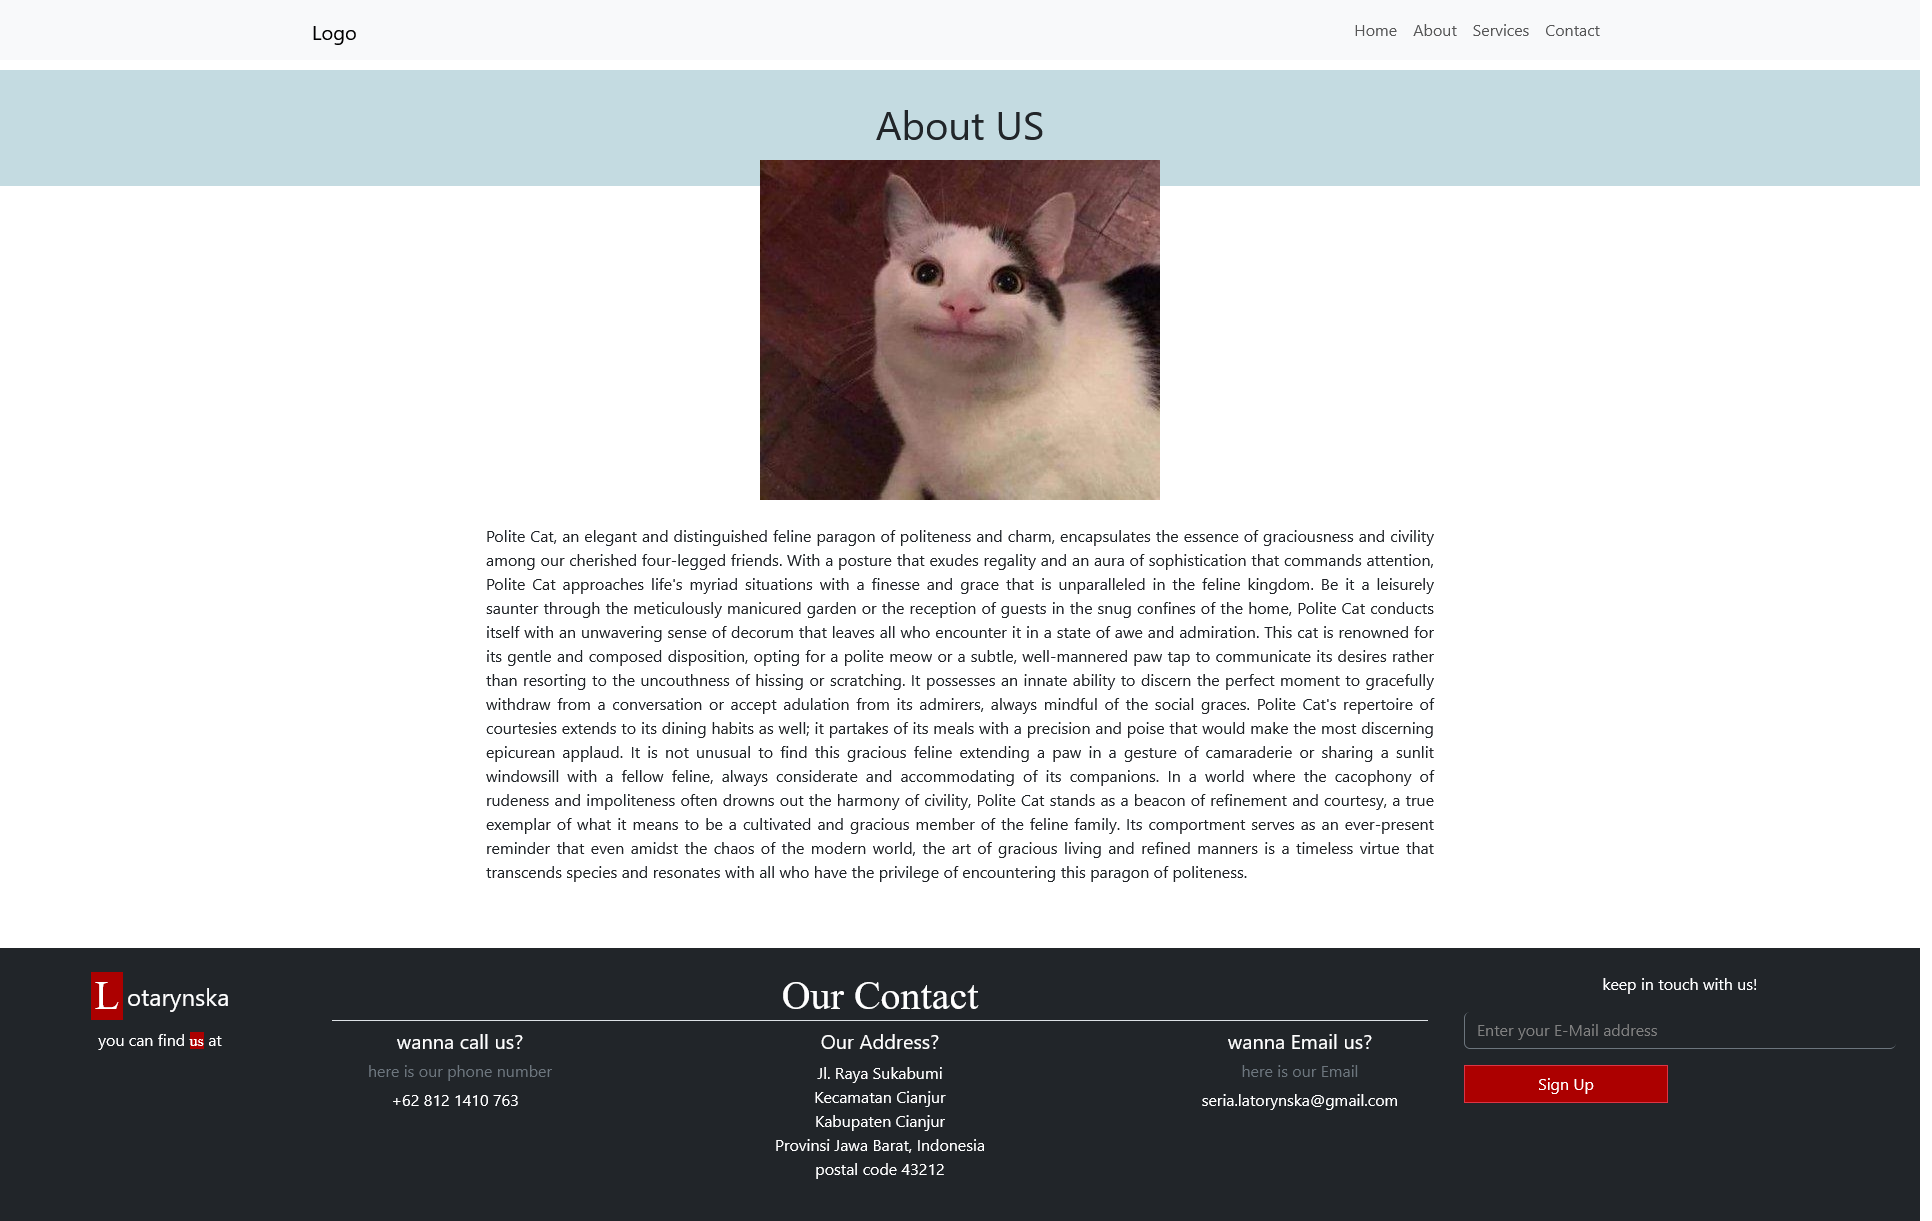 Logo
Home About Services Contact
About US
Polite Cat, an elegant and distinguished feline paragon of politeness and charm, encapsulates the essence of graciousness and civility
among our cherished four-legged friends. With a posture that exudes regality and an aura of sophistication that commands attention,
Polite Cat approaches life's myriad situations with a finesse and grace that is unparalleled in the feline kingdom. Be it a leisurely
saunter through the meticulously manicured garden or the reception of guests in the snug confines of the home, Polite Cat conducts
itself with an unwavering sense of decorum that leaves all who encounter it in a state of awe and admiration. This cat is renowned for
its gentle and composed disposition, opting for a polite meow or a subtle, well-mannered paw tap to communicate its desires rather
than resorting to the uncouthness of hissing or scratching. It possesses an innate ability to discern the perfect moment to gracefully
withdraw from a conversation or accept adulation from its admirers, always mindful of the social graces. Polite Cat's repertoire of
courtesies extends to its dining habits as well; it partakes of its meals with a precision and poise that would make the most discerning
epicurean applaud. It is not unusual to find this gracious feline extending a paw in a gesture of camaraderie or sharing a sunlit
windowsill with a fellow feline, always considerate and accommodating of its companions. In a world where the cacophony of
rudeness and impoliteness often drowns out the harmony of civility, Polite Cat stands as a beacon of refinement and courtesy, a true
exemplar of what it means to be a cultivated and gracious member of the feline family. Its comportment serves as an ever-present
reminder that even amidst the chaos of the modern world, the art of gracious living and refined manners is a timeless virtue that
transcends species and resonates with all who have the privilege of encountering this paragon of politeness.
L otarynska
you can find us at
Our Contact
wanna call us?
here is our phone number
+62 812 1410 763
Our Address?
Jl. Raya Sukabumi
Kecamatan Cianjur
Kabupaten Cianjur
Provinsi Jawa Barat, Indonesia
postal code 43212
wanna Email us?
here is our Email
seria.latorynska@gmail.com
keep in touch with us!
Enter your E-Mail address
Sign Up